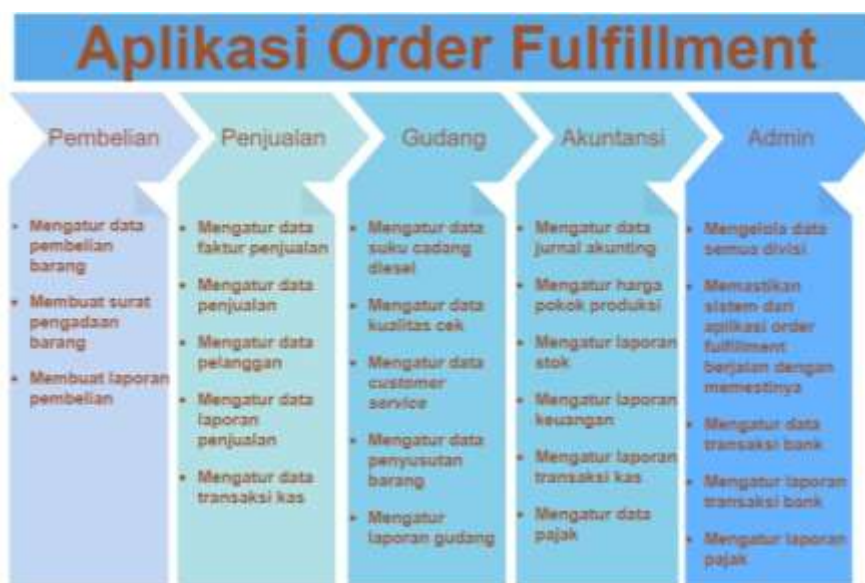 Aplikasi Order Fulfillment
Pembelian
• Mengatur data
pembelian
barang
• Membuat surat
pengadaan
barang
• Membuat laporan
pembelian
Penjualan
• Mengatur data
faktur penjualan
• Mengatur data
penjualan
• Mengatur data
pelanggan
• Mengatur data
laporan
penjualan
• Mengatur data
transaksi kas
Gudang
• Mengatur data
suku cadang
diesel
• Mengatur data
kualitas cek
• Mengatur data
customer
service
• Mengatur data
penyusutan
barang
• Mengatur
laporan gudang
Akuntansi
• Mengatur data
jurnal akunting
• Mengatur harga
pokok produksi
• Mengatur laporan
stok
• Mengatur laporan
keuangan
• Mengatur laporan
transaksi kas
• Mengatur data
pajak
Admin
• Mengelola data
semua divisi
• Memastikan
sistem dari
aplikasi order
fulfillment
berjalan dengan
memestinya
• Mengatur data
transaksi bank
• Mengatur laporan
transaksi bank
• Mengatur laporan
pajak